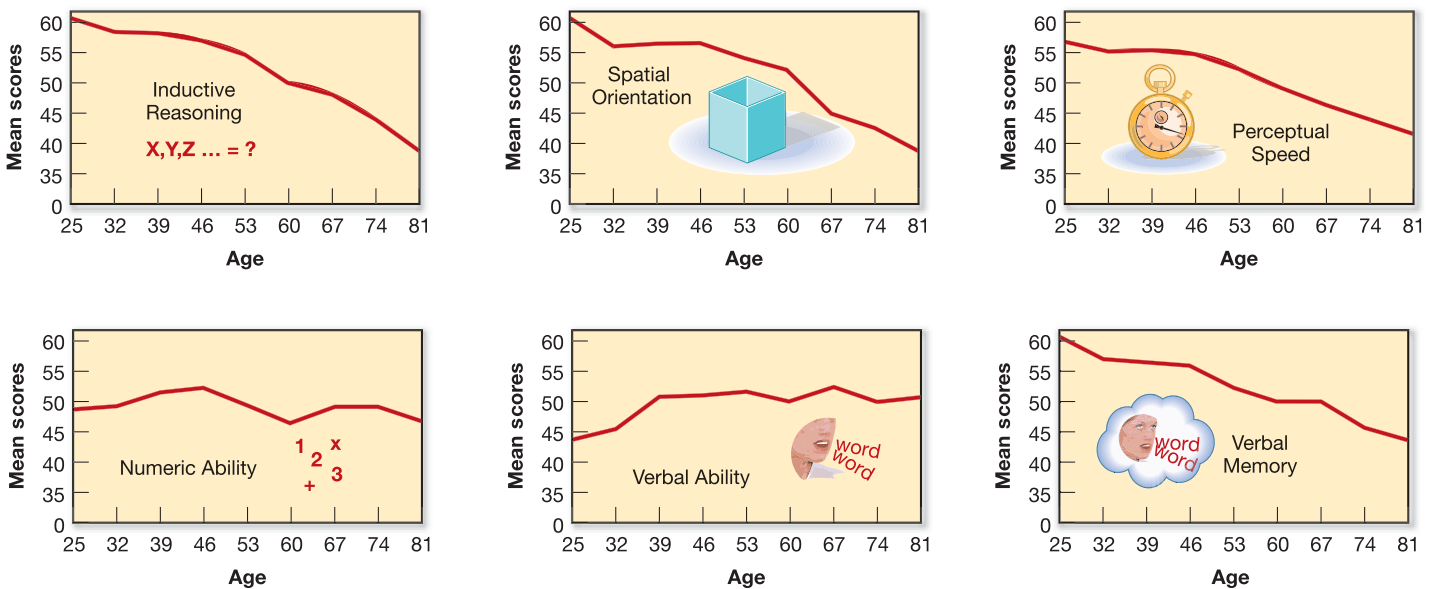 60
55
50
45
40
35
0
Mean scores
Inductive
Reasoning
X,Y,Z ... = ?
25 32 39 46 53 60 67 74 81
Age
60
55
50
45
40
35
0
Mean scores
Spatial
Orientation
25 32 39 46 53 60 67 74 81
Age
60
55
50
45
40
35
0
Mean scores
Perceptual
Speed
25 32 39 46 53 60 67 74 81
Age
60
55
50
45
40
35
0
Mean scores
Numeric Ability
1 2 x
+ 3
25 32 39 46 53 60 67 74 81
Age
60
55
50
45
40
35
0
Mean scores
Verbal Ability
word
word
25 32 39 46 53 60 67 74 81
Age
60
55
50
45
40
35
0
Mean scores
word
word
Verbal
Memory
25 32 39 46 53 60 67 74 81
Age